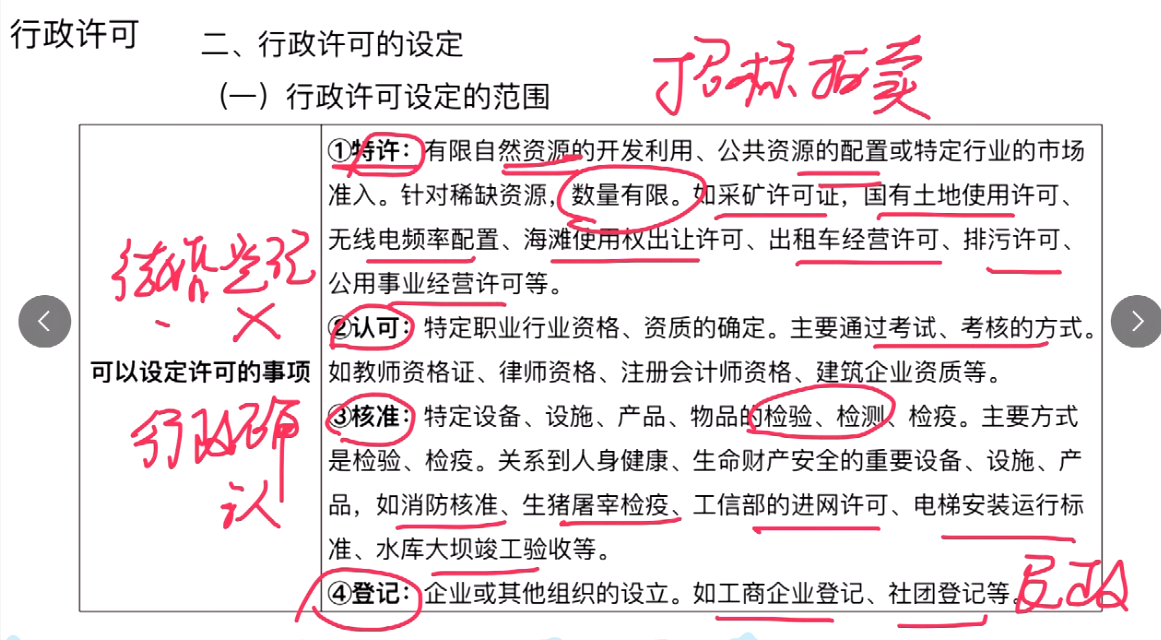 行政许可
二、行政许可的设定
（一）行政许可设定的范围
招标拍卖
①特许：有限自然资源的开发利用、公共资源的配置或特定行业的市场
准入。针对稀缺资源，数量有限。如采矿许可证，国有土地使用许可、
无线电频率配置、海滩使用权出让许可、出租车经营许可、排污许可、
公用事业经营许可等。
②认可：特定职业行业资格、资质的确定。主要通过考试、考核的方式。
如教师资格证、律师资格、注册会计师资格、建筑企业资质等。
③核准：特定设备、设施、产品、物品的检验、检测、检疫。主要方式
是检验、检疫。关系到人身健康、生命财产安全的重要设备、设施、产
品，如消防核准、生猪屠宰检疫、工信部的进网许可、电梯安装运行标
准、水库大坝竣工验收等。
④登记：企业或其他组织的设立。如工商企业登记、社团登记等。
民政
结婚登记
可以设定许可的事项
行政确
认